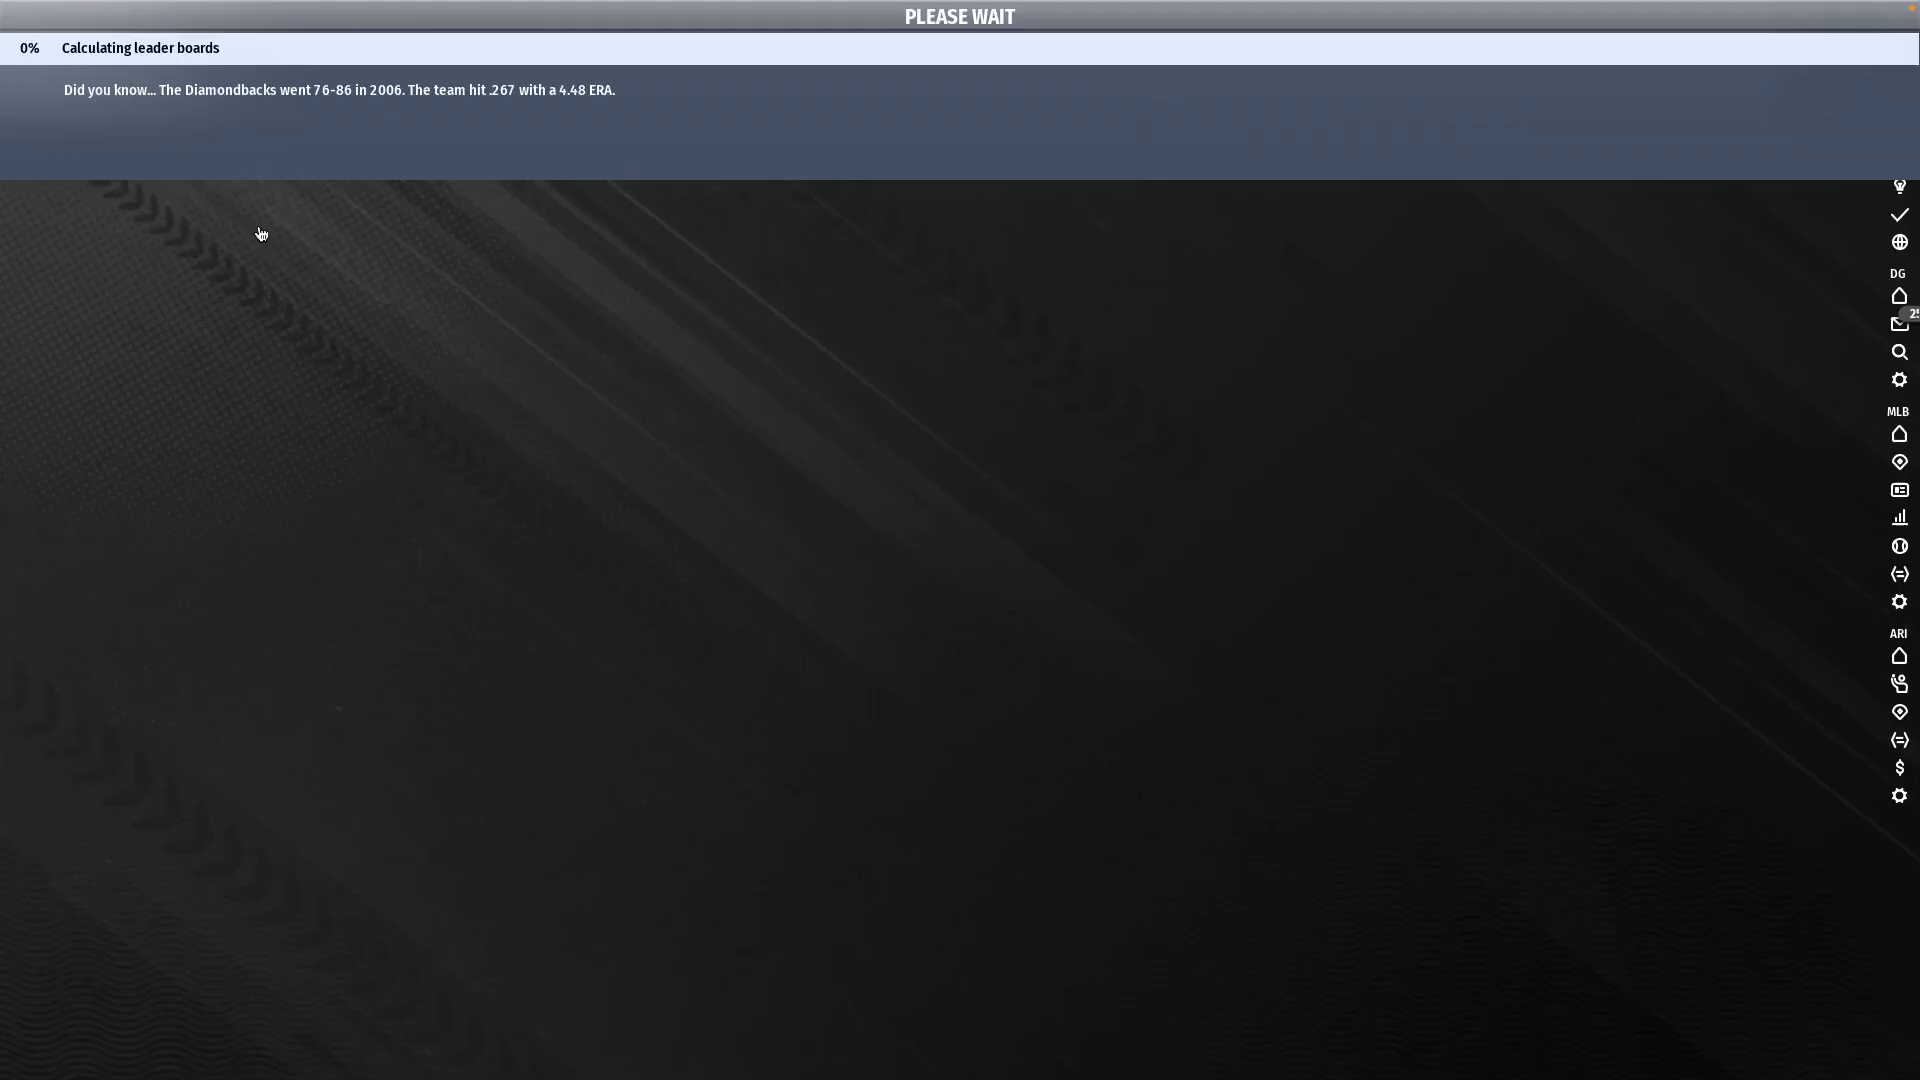 PLEASE WAIT
0% Calculating leader boards
Did you know... The Diamondbacks went 76-86 in 2006. The team hit .267 with a 4.48 ERA.
DG
MLB
ARI